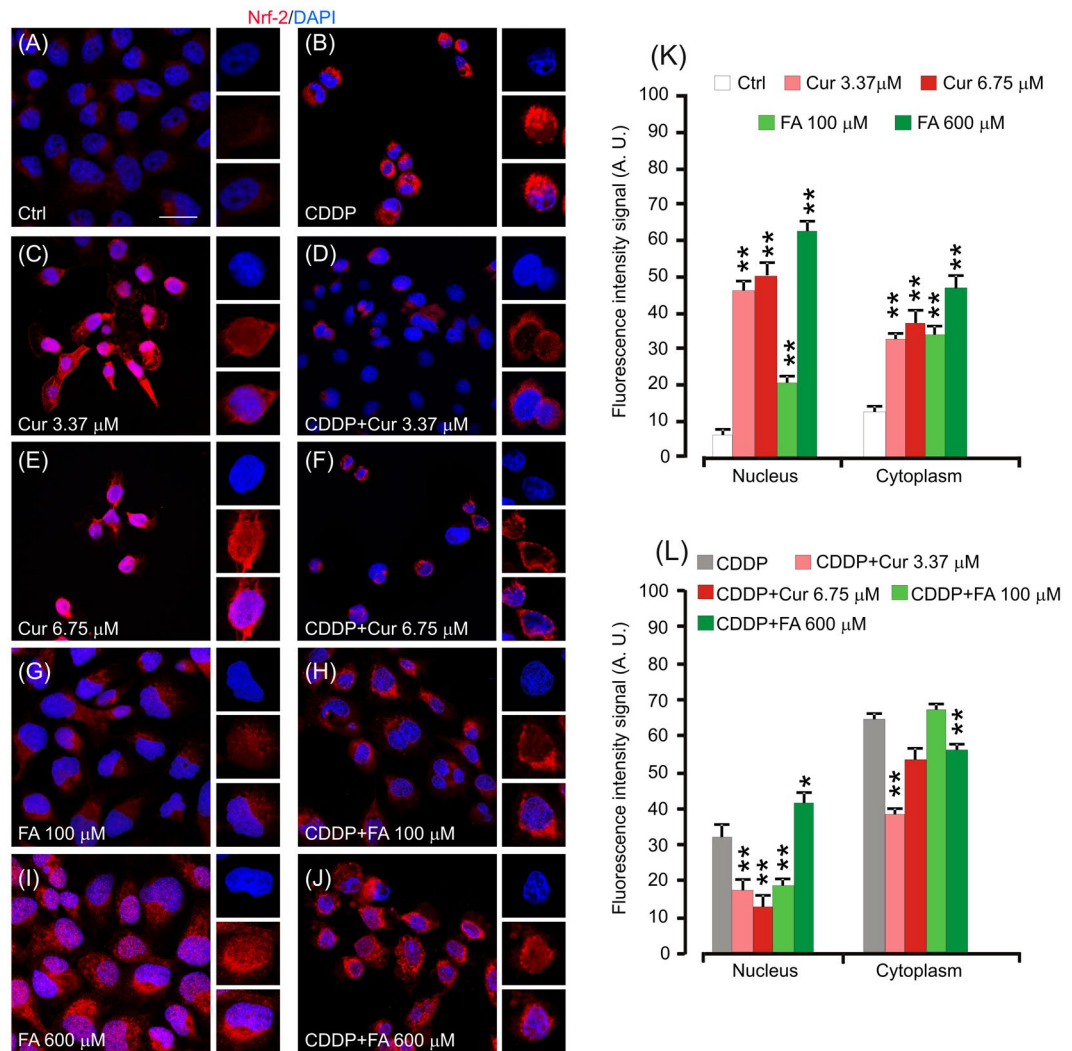 Nrf-2/DAPI
(A)
Ctrl
(B)
CDDP
(C)
Cur 3.37 μM
(D)
CDDP+Cur 3.37 μM
(E)
Cur 6.75 μM
(F)
CDDP+Cur 6.75 μM
(G)
FA 100 μM
(H)
CDDP+FA 100 μM
(I)
FA 600 μM
(J)
CDDP+FA 600 μM
(K)
Ctrl Cur 3.37μM Cur 6.75 μM
FA 100 μM FA 600 μM
Fluorescence intensity signal (A. U.)
100
90
80
70
60
50
40
30
20
10
0
** ** ** ** ** ** ** **
Nucleus Cytoplasm
(L)
CDDP CDDP+Cur 3.37 μM
CDDP+Cur 6.75 μM CDDP+FA 100 μM
CDDP+FA 600 μM
Fluorescence intensity signal (A. U.)
100
90
80
70
60
50
40
30
20
10
0
** ** ** * ** **
Nucleus Cytoplasm